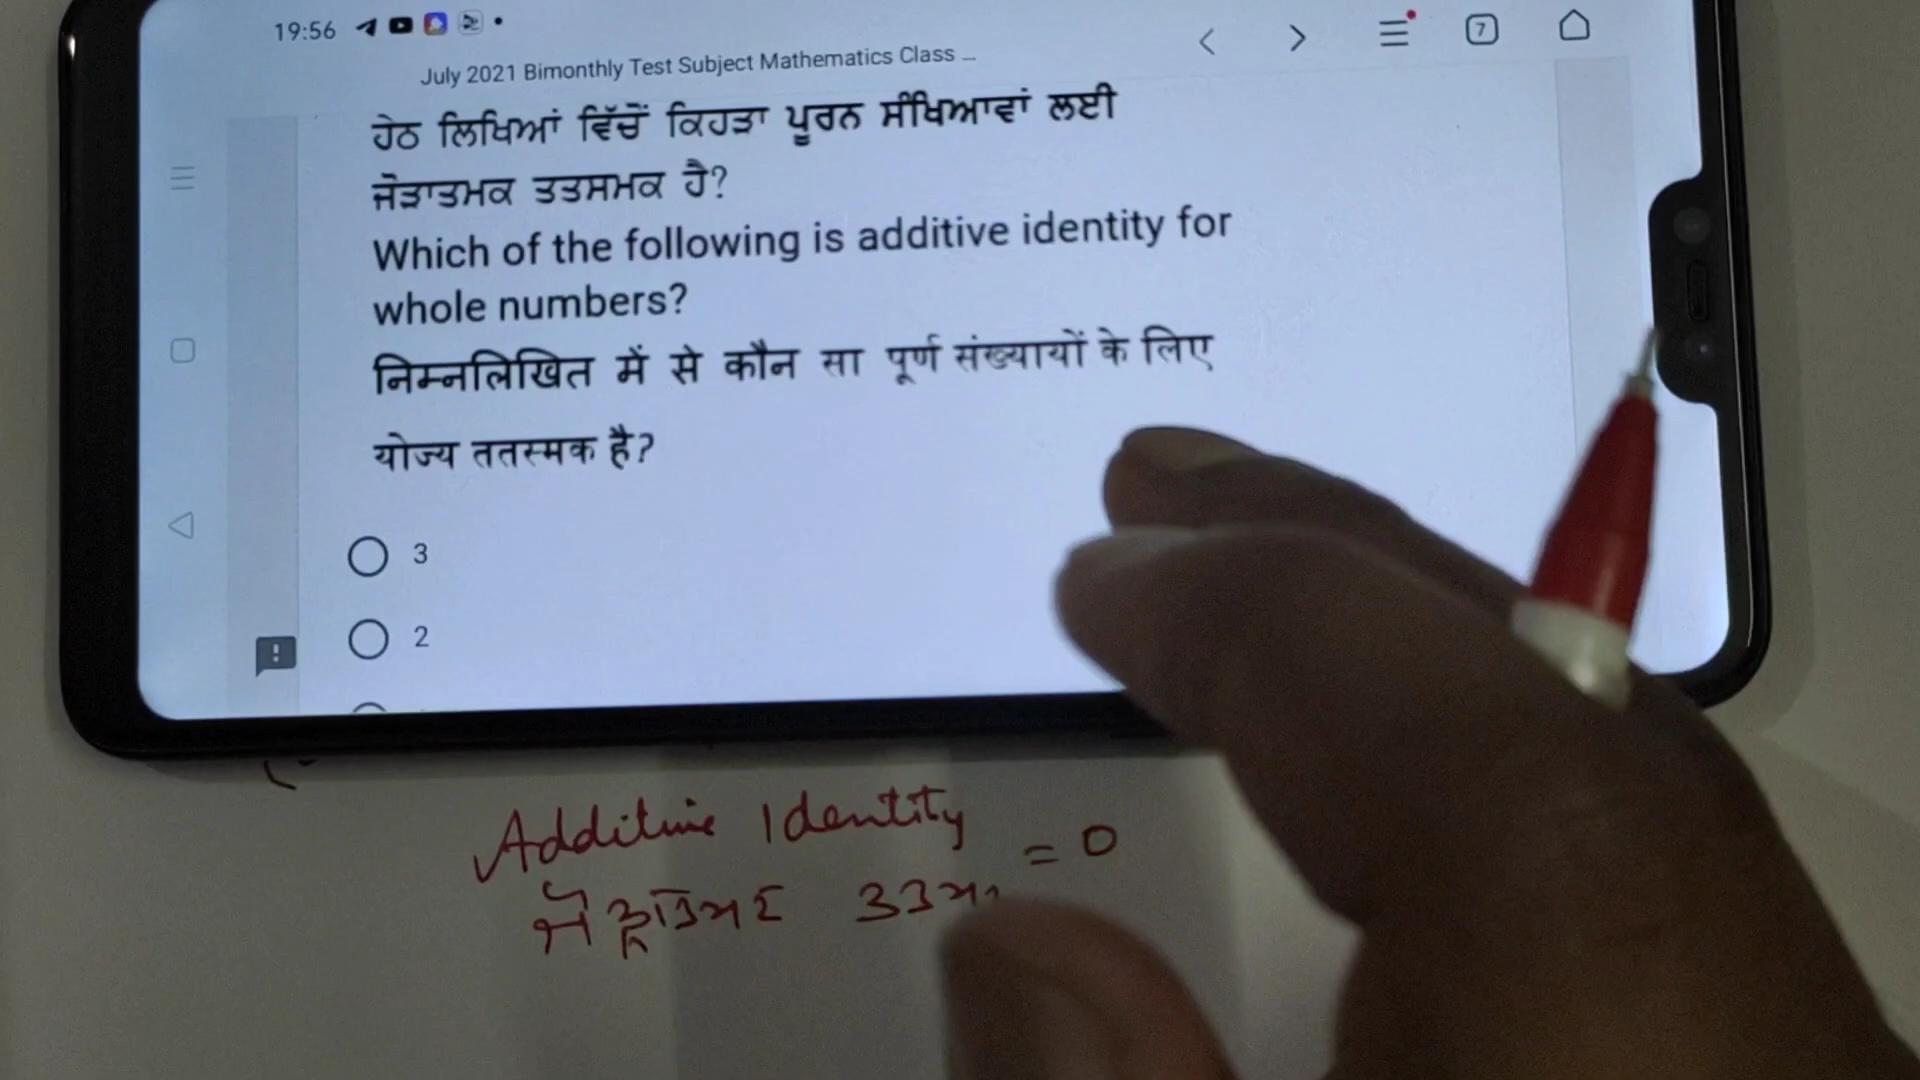 19:56
July 2021 Bimonthly Test Subject Mathematics Class ...
7
ਹੇਠ ਲਿਖਿਆਂ ਵਿੱਚੋਂ ਕਿਹੜਾ ਪੂਰਨ ਸੰਖਿਆਵਾਂ ਲਈ
ਜੋੜਾਤਮਕ ਤਤਸਮਕ ਹੈ?
Which of the following is additive identity for
whole numbers?
निम्नलिखित में से कौन सा पूर्ण संख्यायों के लिए
योज्य ततस्मक है?
3
2
Additive Identity
= 0